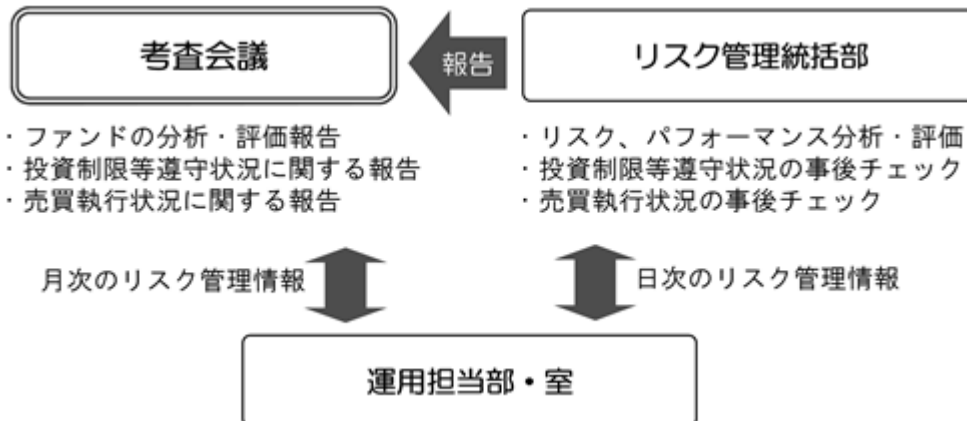 考査会議
報告
リスク管理統括部
・ファンドの分析・評価報告
・投資制限等遵守状況に関する報告
・売買執行状況に関する報告
・リスク、パフォーマンス分析・評価
・投資制限等遵守状況の事後チェック
・売買執行状況の事後チェック
月次のリスク管理情報
日次のリスク管理情報
運用担当部・室